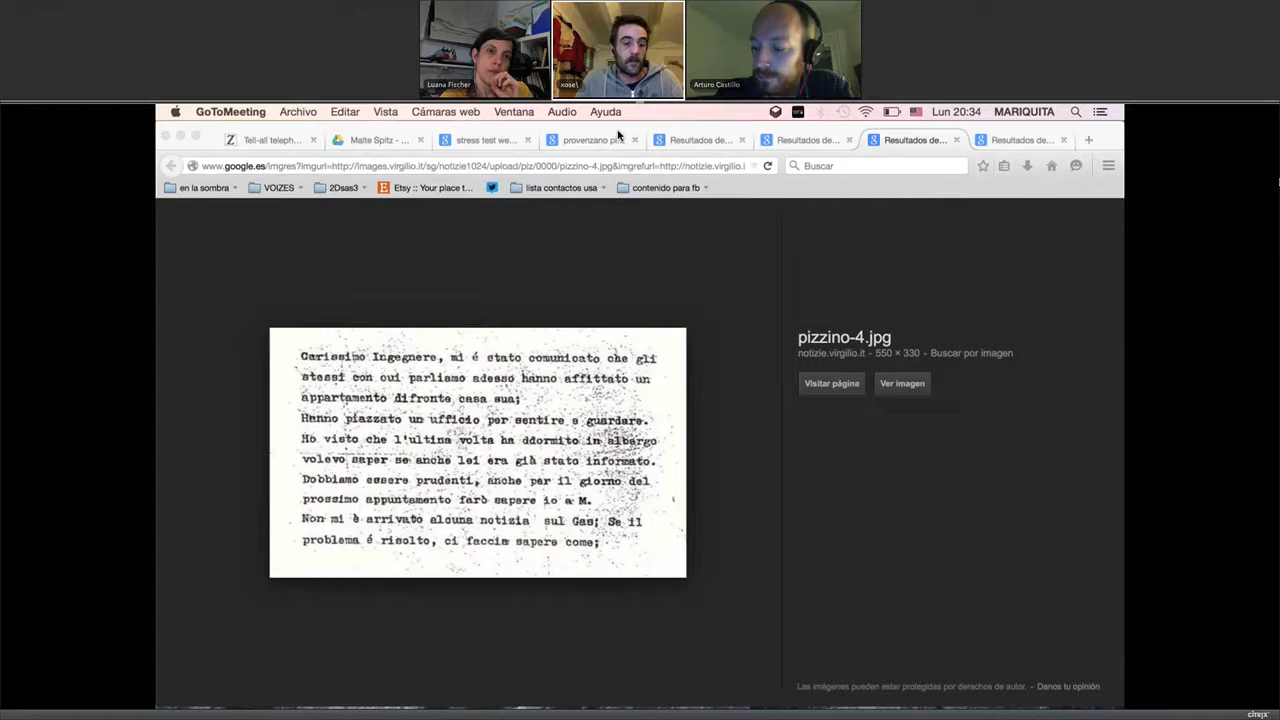 Luana Fischer
xose\
Arturo Castillo
GoToMeeting Archivo Editar Vista Cámaras web Ventana Audio Ayuda
Lun 20:34 MARIQUITA
Tell-all teleph...
Malte Spitz - ...
stress test we...
provenzano pi
Resultados de...
Resultados de...
Resultados de...
Resultados de...
www.google.es/imgres?imgurl=http://images.virgilio.it/sg/notizie1024/upload/piz/0000/pizzino-4.jpg&imgrefurl=http://notizie.virgilio.i
Buscar
en la sombra
VOIZES
2Dsas3
Etsy :: Your place t...
lista contactos usa
contenido para fb
Carissimo Ingegnere, mi é stato comunicato che gli
stessi con cui parliamo adesso hanno affittato un
appartamento difronte casa sua;
Hanno piazzato un ufficio per sentire e guardare.
Hò visto che l'ultina volta ha ddormito in albergo
volevo saper se anche lei era già stato informato.
Dobbiamo essere prudenti, anche per il giorno del
prossimo appuntamento farò sapere io a M.
Non mi è arrivato alcuna notizia sul Gas; Se il
problema é risolto, ci faccia sapere come;
pizzino-4.jpg
notizie.virgilio.it - 550 × 330 - Buscar por imagen
Visitar página
Ver imagen
Las imágenes pueden estar protegidas por derechos de autor. - Danos tu opinión
CITRIX